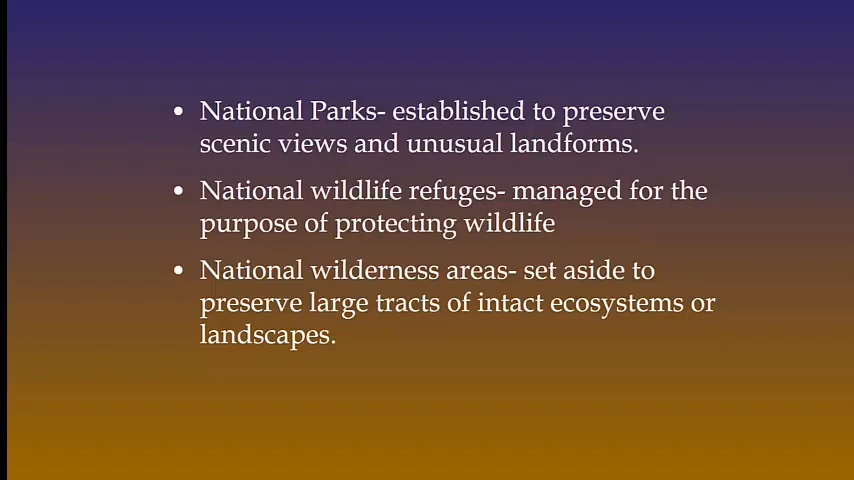 • National Parks- established to preserve
scenic views and unusual landforms.
• National wildlife refuges- managed for the
purpose of protecting wildlife
• National wilderness areas- set aside to
preserve large tracts of intact ecosystems or
landscapes.